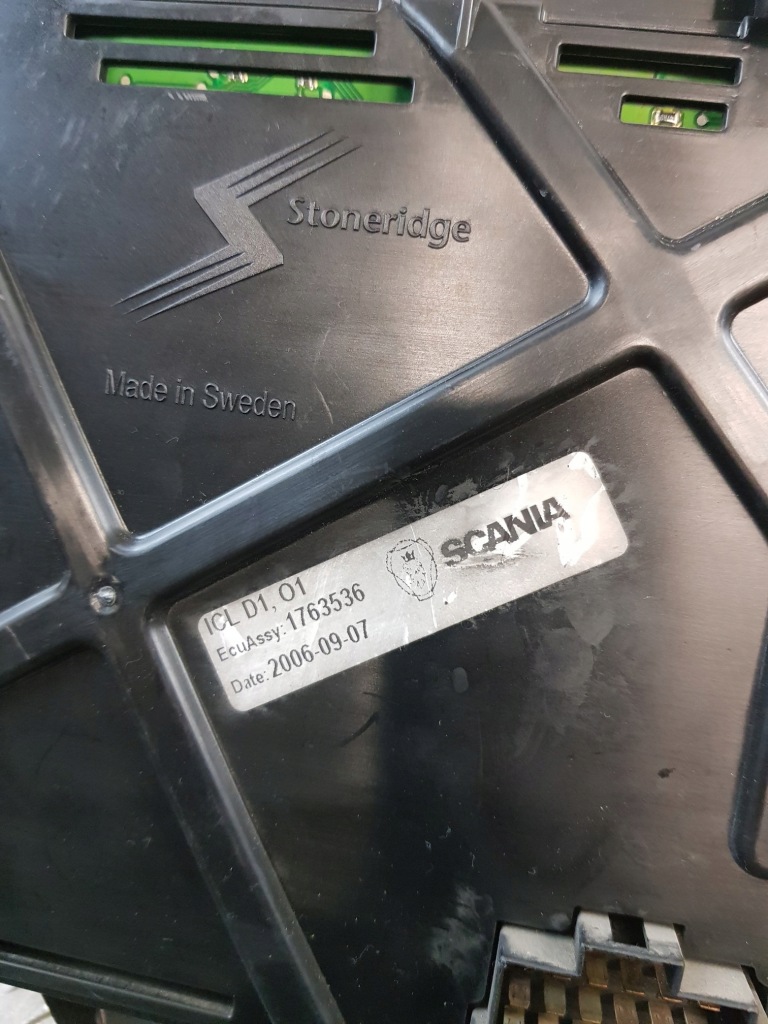 Stoneridge
Made in Sweden
SCANIA
ICL D1, O1
EcuAssy: 1763536
Date: 2006-09-07